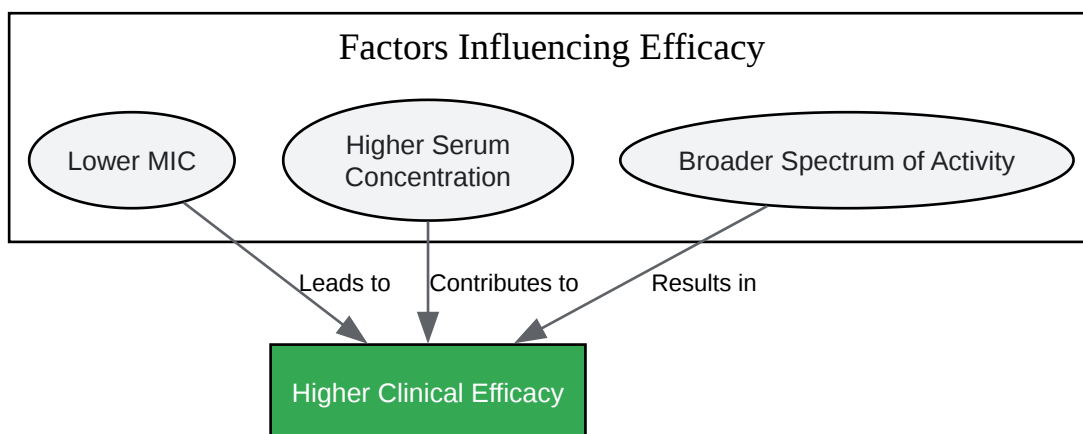 Factors Influencing Efficacy
Lower MIC
Higher Serum
Concentration
Broader Spectrum of Activity
Leads to
Contributes to
Results in
Higher Clinical Efficacy